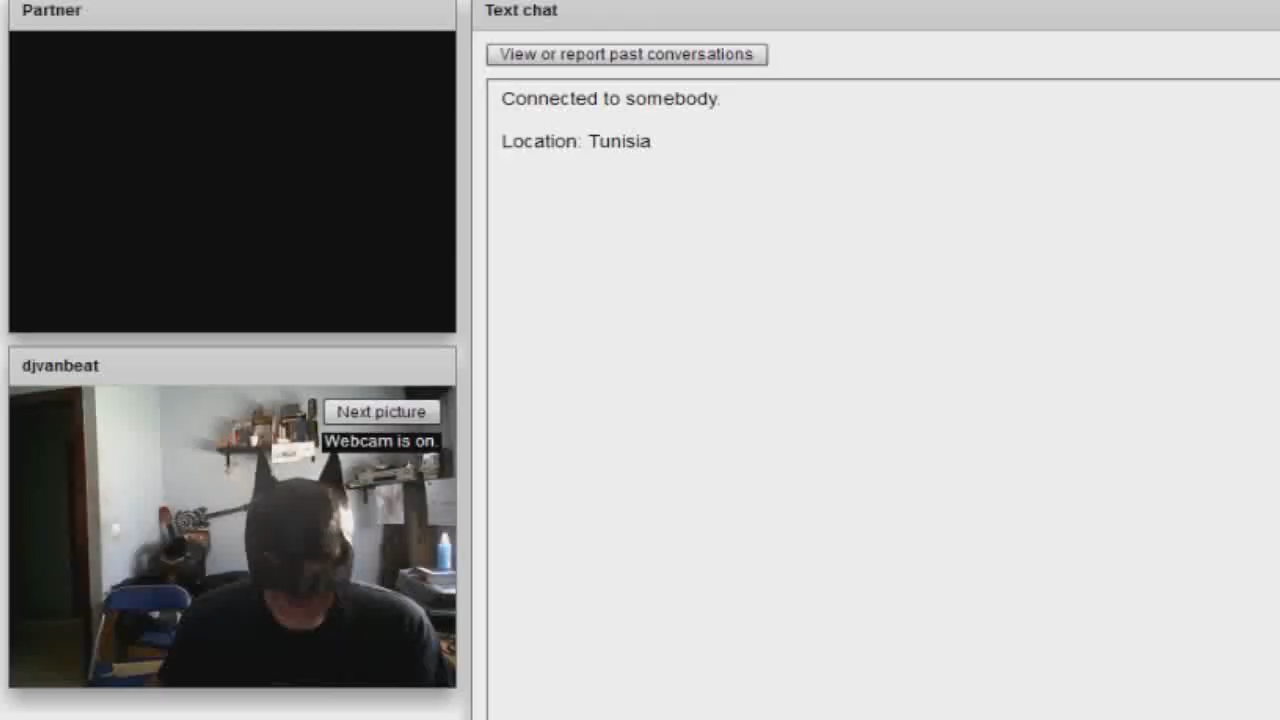 Partner
Text chat
View or report past conversations
Connected to somebody.
Location: Tunisia
djvanbeat
Next picture
Webcam is on.